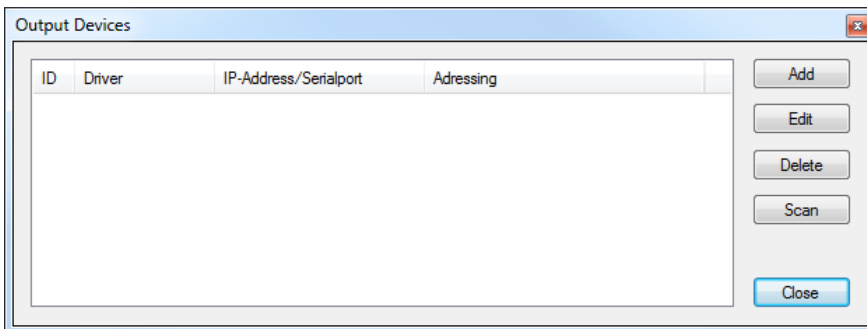 Output Devices
ID Driver IP-Address/Serialport Adressing
Add
Edit
Delete
Scan
Close